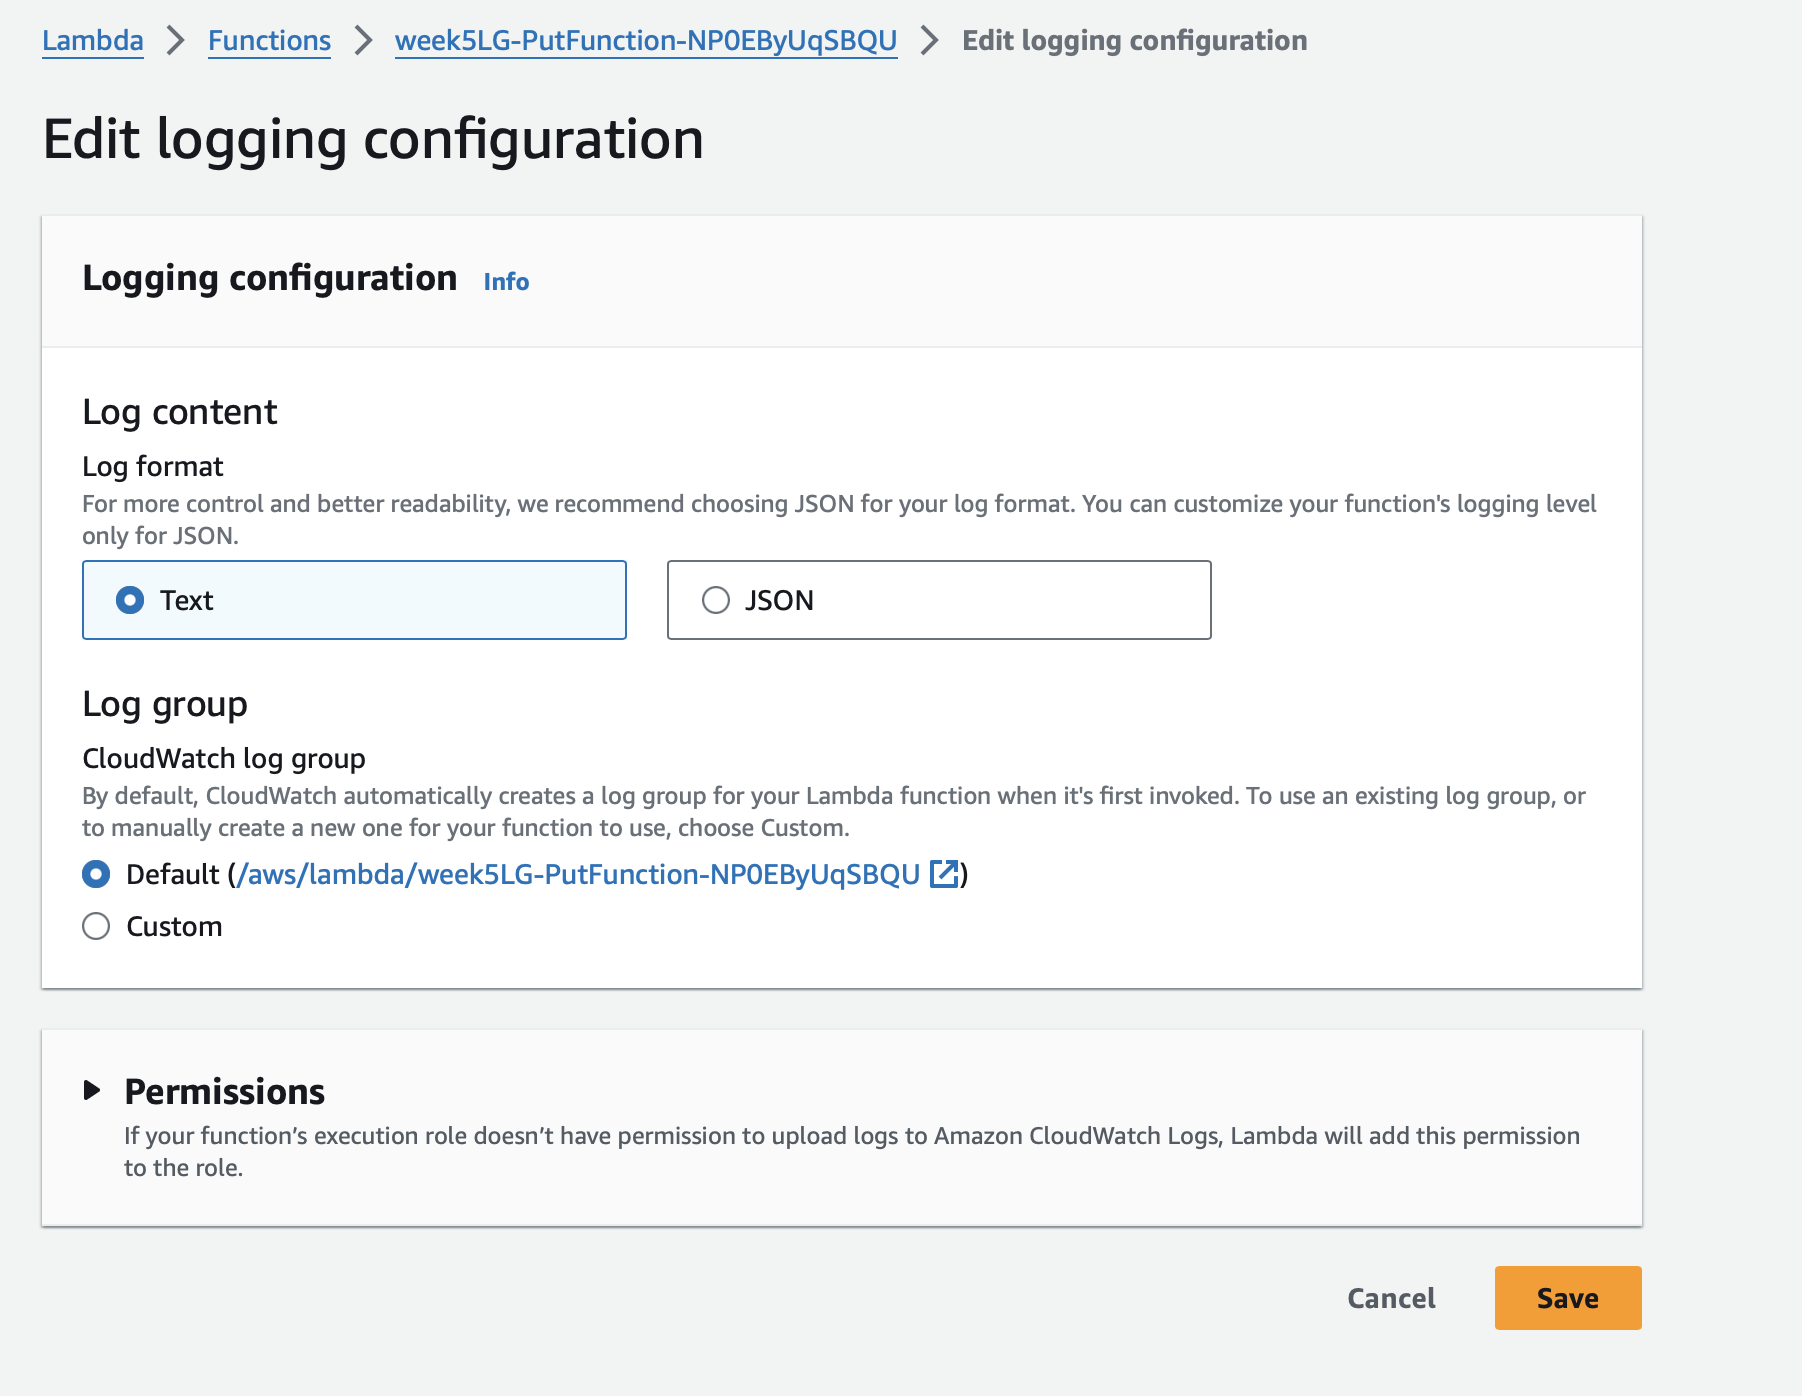 Lambda > Functions > week5LG-PutFunction-NP0EByUqSBQU > Edit logging configuration
Edit logging configuration
Logging configuration Info
Log content
Log format
For more control and better readability, we recommend choosing JSON for your log format. You can customize your function's logging level
only for JSON.
Text JSON
Log group
CloudWatch log group
By default, CloudWatch automatically creates a log group for your Lambda function when it's first invoked. To use an existing log group, or
to manually create a new one for your function to use, choose Custom.
Default (/aws/lambda/week5LG-PutFunction-NP0EByUqSBQU)
Custom
Permissions
If your function’s execution role doesn’t have permission to upload logs to Amazon CloudWatch Logs, Lambda will add this permission
to the role.
Cancel Save